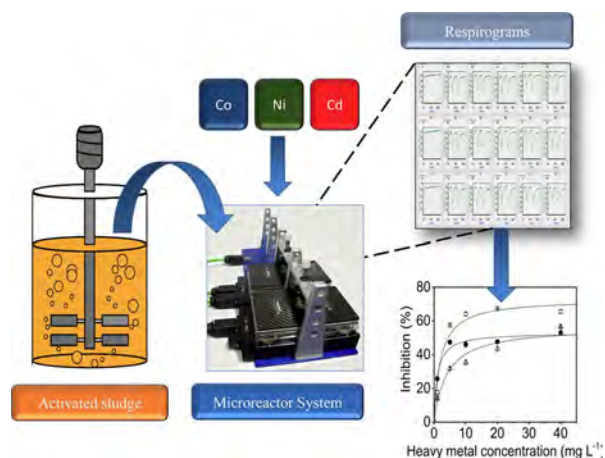 Respirograms
Co
Ni
Cd
Activated sludge
Microreactor System
80
60
40
20
0
Inhibition (%)
0 10 20 30 40
Heavy metal concentration (mg L⁻¹)